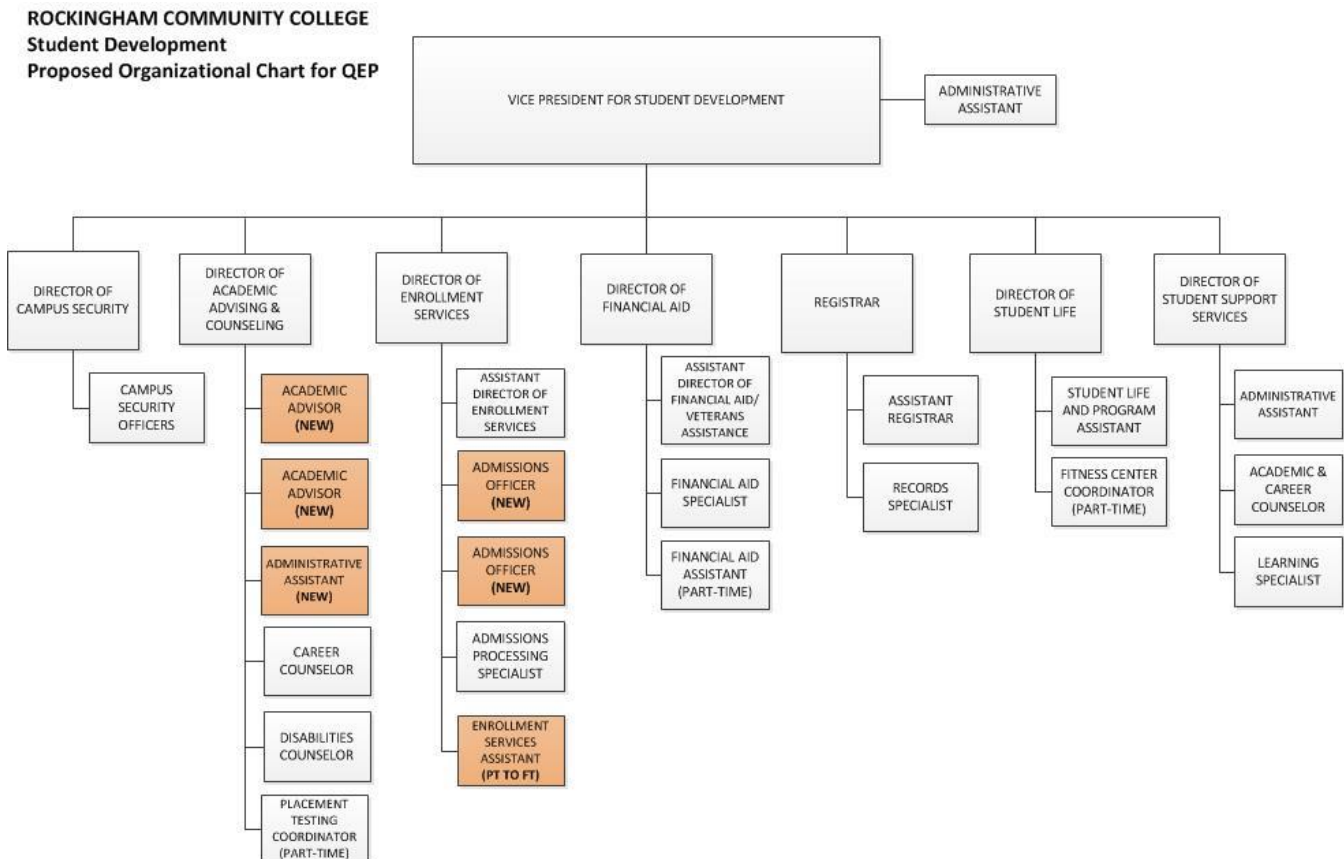 ROCKINGHAM COMMUNITY COLLEGE
Student Development
Proposed Organizational Chart for QEP
VICE PRESIDENT FOR STUDENT DEVELOPMENT
ADMINISTRATIVE
ASSISTANT
DIRECTOR OF
CAMPUS SECURITY
DIRECTOR OF
ACADEMIC
ADVISING &
COUNSELING
DIRECTOR OF
ENROLLMENT
SERVICES
DIRECTOR OF
FINANCIAL AID
REGISTRAR
DIRECTOR OF
STUDENT LIFE
DIRECTOR OF
STUDENT SUPPORT
SERVICES
CAMPUS
SECURITY
OFFICERS
ACADEMIC
ADVISOR
(NEW)
ACADEMIC
ADVISOR
(NEW)
ADMINISTRATIVE
ASSISTANT
(NEW)
CAREER
COUNSELOR
DISABILITIES
COUNSELOR
PLACEMENT
TESTING
COORDINATOR
(PART-TIME)
ASSISTANT
DIRECTOR OF
ENROLLMENT
SERVICES
ADMISSIONS
OFFICER
(NEW)
ADMISSIONS
OFFICER
(NEW)
ADMISSIONS
PROCESSING
SPECIALIST
ENROLLMENT
SERVICES
ASSISTANT
(PT TO FT)
ASSISTANT
DIRECTOR OF
FINANCIAL AID/
VETERANS
ASSISTANCE
FINANCIAL AID
SPECIALIST
FINANCIAL AID
ASSISTANT
(PART-TIME)
ASSISTANT
REGISTRAR
RECORDS
SPECIALIST
STUDENT LIFE
AND PROGRAM
ASSISTANT
FITNESS CENTER
COORDINATOR
(PART-TIME)
ADMINISTRATIVE
ASSISTANT
ACADEMIC &
CAREER
COUNSELOR
LEARNING
SPECIALIST